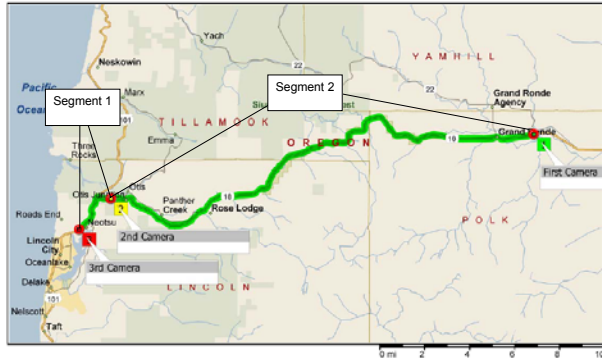 Yach
22
YAMHILL
Neskowin
Pacific
Ocean
Segment 1
Segment 2
Marx
22
Grand Ronde
Agency
101
TILLAMOOK
Emma
Three
Rocks
OREGON
18
Grand Ronde
1
First Camera
Otis Junction
Otis
Panther
Creek
18
Rose Lodge
2
Roads End
Neotsu
2nd Camera
POLK
Lincoln
City
Oceanlake
3rd Camera
Delake
LINCOLN
101
Nelscott
Taft
0 mi 2 4 6 8 10